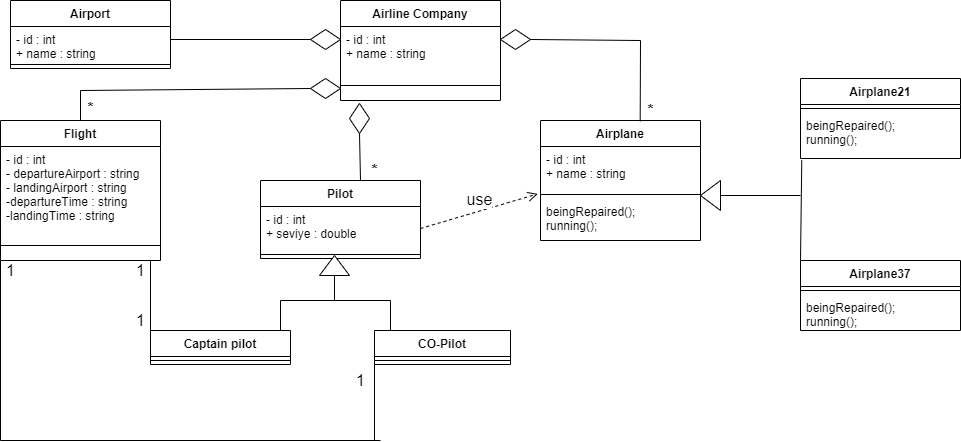 Airport
- id : int
+ name : string
Airline Company
- id : int
+ name : string
*
Flight
- id : int
- departureAirport : string
- landingAirport : string
-departureTime : string
-landingTime : string
*
Pilot
- id : int
+ seviye : double
use
*
Airplane
- id : int
+ name : string
beingRepaired();
running();
Airplane21
beingRepaired();
running();
Airplane37
beingRepaired();
running();
1
1
1
Captain pilot
CO-Pilot
1